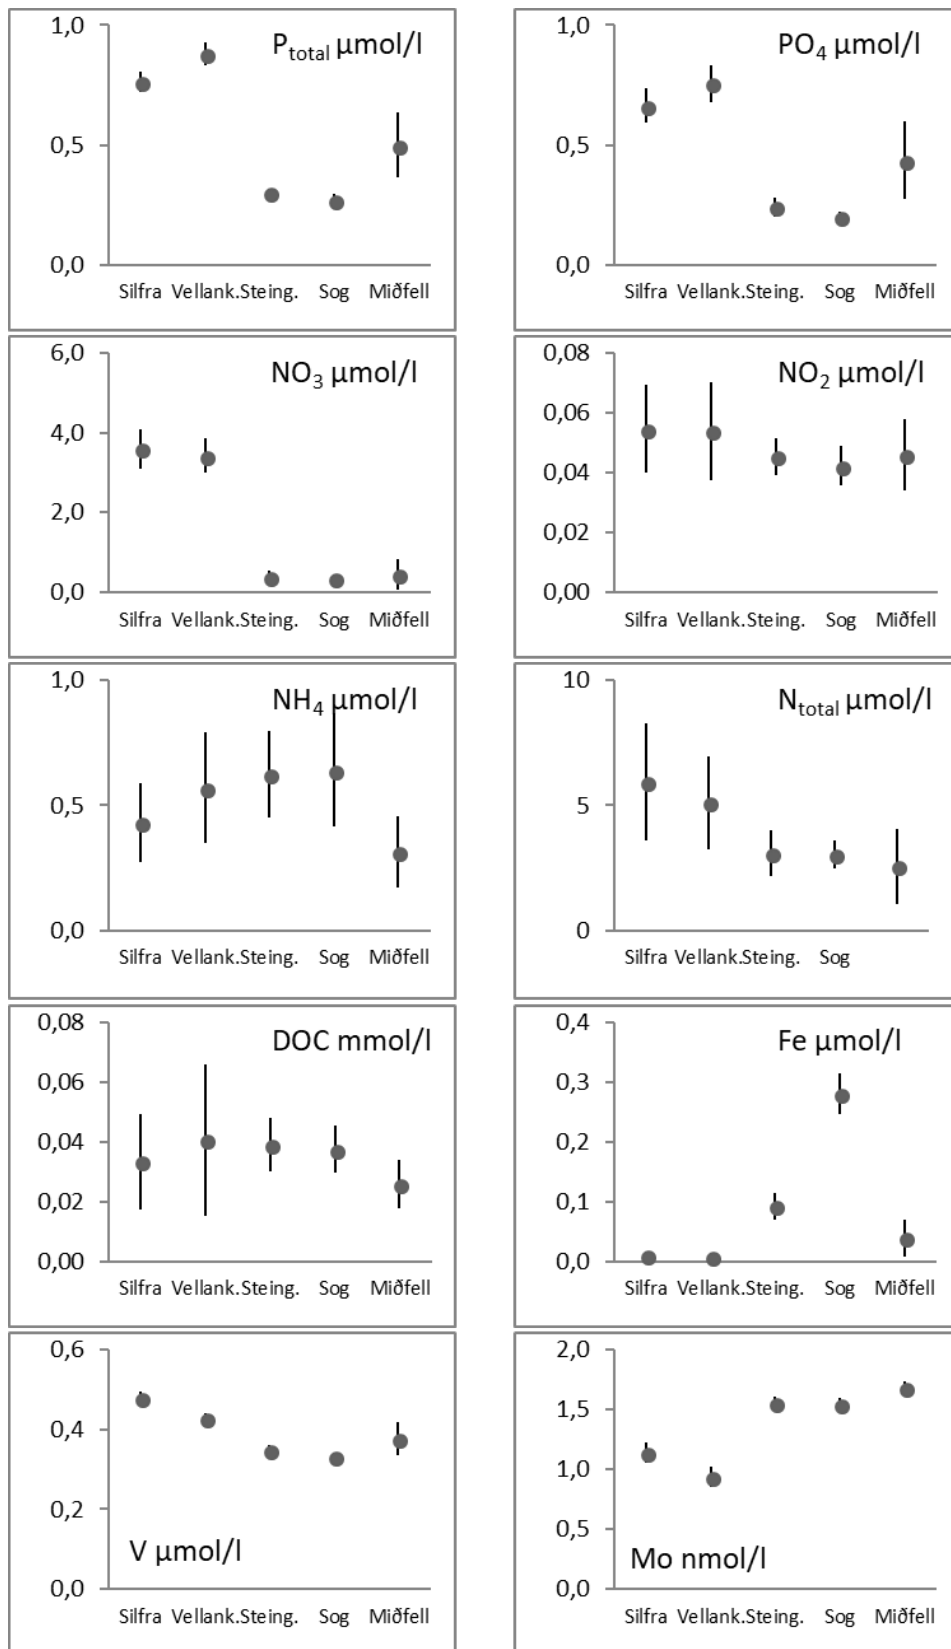 P_total µmol/l
1,0
0,5
0,0
Silfra Vellank. Steing. Sog Miðfell
PO₄ µmol/l
1,0
0,5
0,0
Silfra Vellank. Steing. Sog Miðfell
NO₃ µmol/l
6,0
4,0
2,0
0,0
Silfra Vellank. Steing. Sog Miðfell
NO₂ µmol/l
0,08
0,06
0,04
0,02
0,00
Silfra Vellank. Steing. Sog Miðfell
NH₄ µmol/l
1,0
0,5
0,0
Silfra Vellank. Steing. Sog Miðfell
N_total µmol/l
10
5
0
Silfra Vellank. Steing. Sog
DOC mmol/l
0,08
0,06
0,04
0,02
0,00
Silfra Vellank. Steing. Sog Miðfell
Fe µmol/l
0,4
0,3
0,2
0,1
0,0
Silfra Vellank. Steing. Sog Miðfell
0,6
0,4
0,2
0,0
V µmol/l
Silfra Vellank. Steing. Sog Miðfell
2,0
1,5
1,0
0,5
0,0
Mo nmol/l
Silfra Vellank. Steing. Sog Miðfell